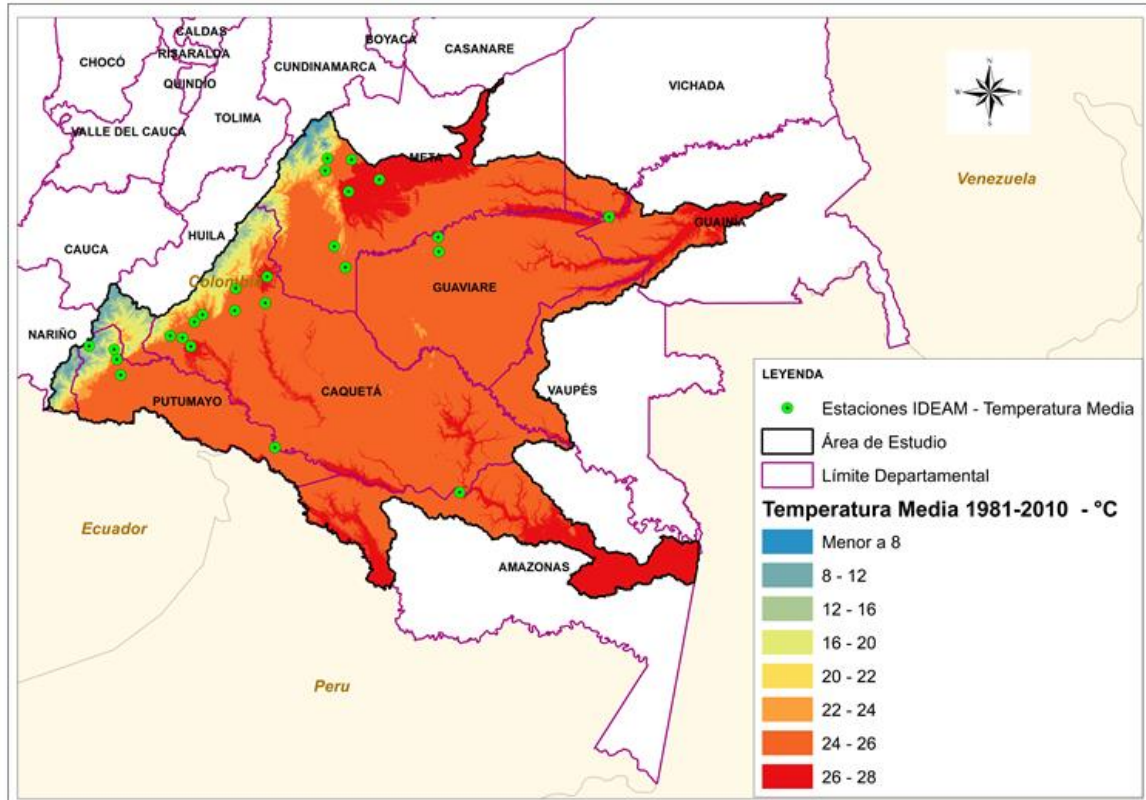 CALDAS
BOYACA
CASANARE
RISARALDA
CHOCÓ
CUNDINAMARCA
QUINDÍO
VICHADA
TOLIMA
VALLE DEL CAUCA
N
W E
S
META
Venezuela
GUAINÍA
HUILA
CAUCA
Colombia
GUAVIARE
NARIÑO
CAQUETÁ
VAUPÉS
PUTUMAYO
Ecuador
AMAZONAS
Peru
LEYENDA
Estaciones IDEAM - Temperatura Media
Área de Estudio
Límite Departamental
Temperatura Media 1981-2010 - °C
Menor a 8
8 - 12
12 - 16
16 - 20
20 - 22
22 - 24
24 - 26
26 - 28